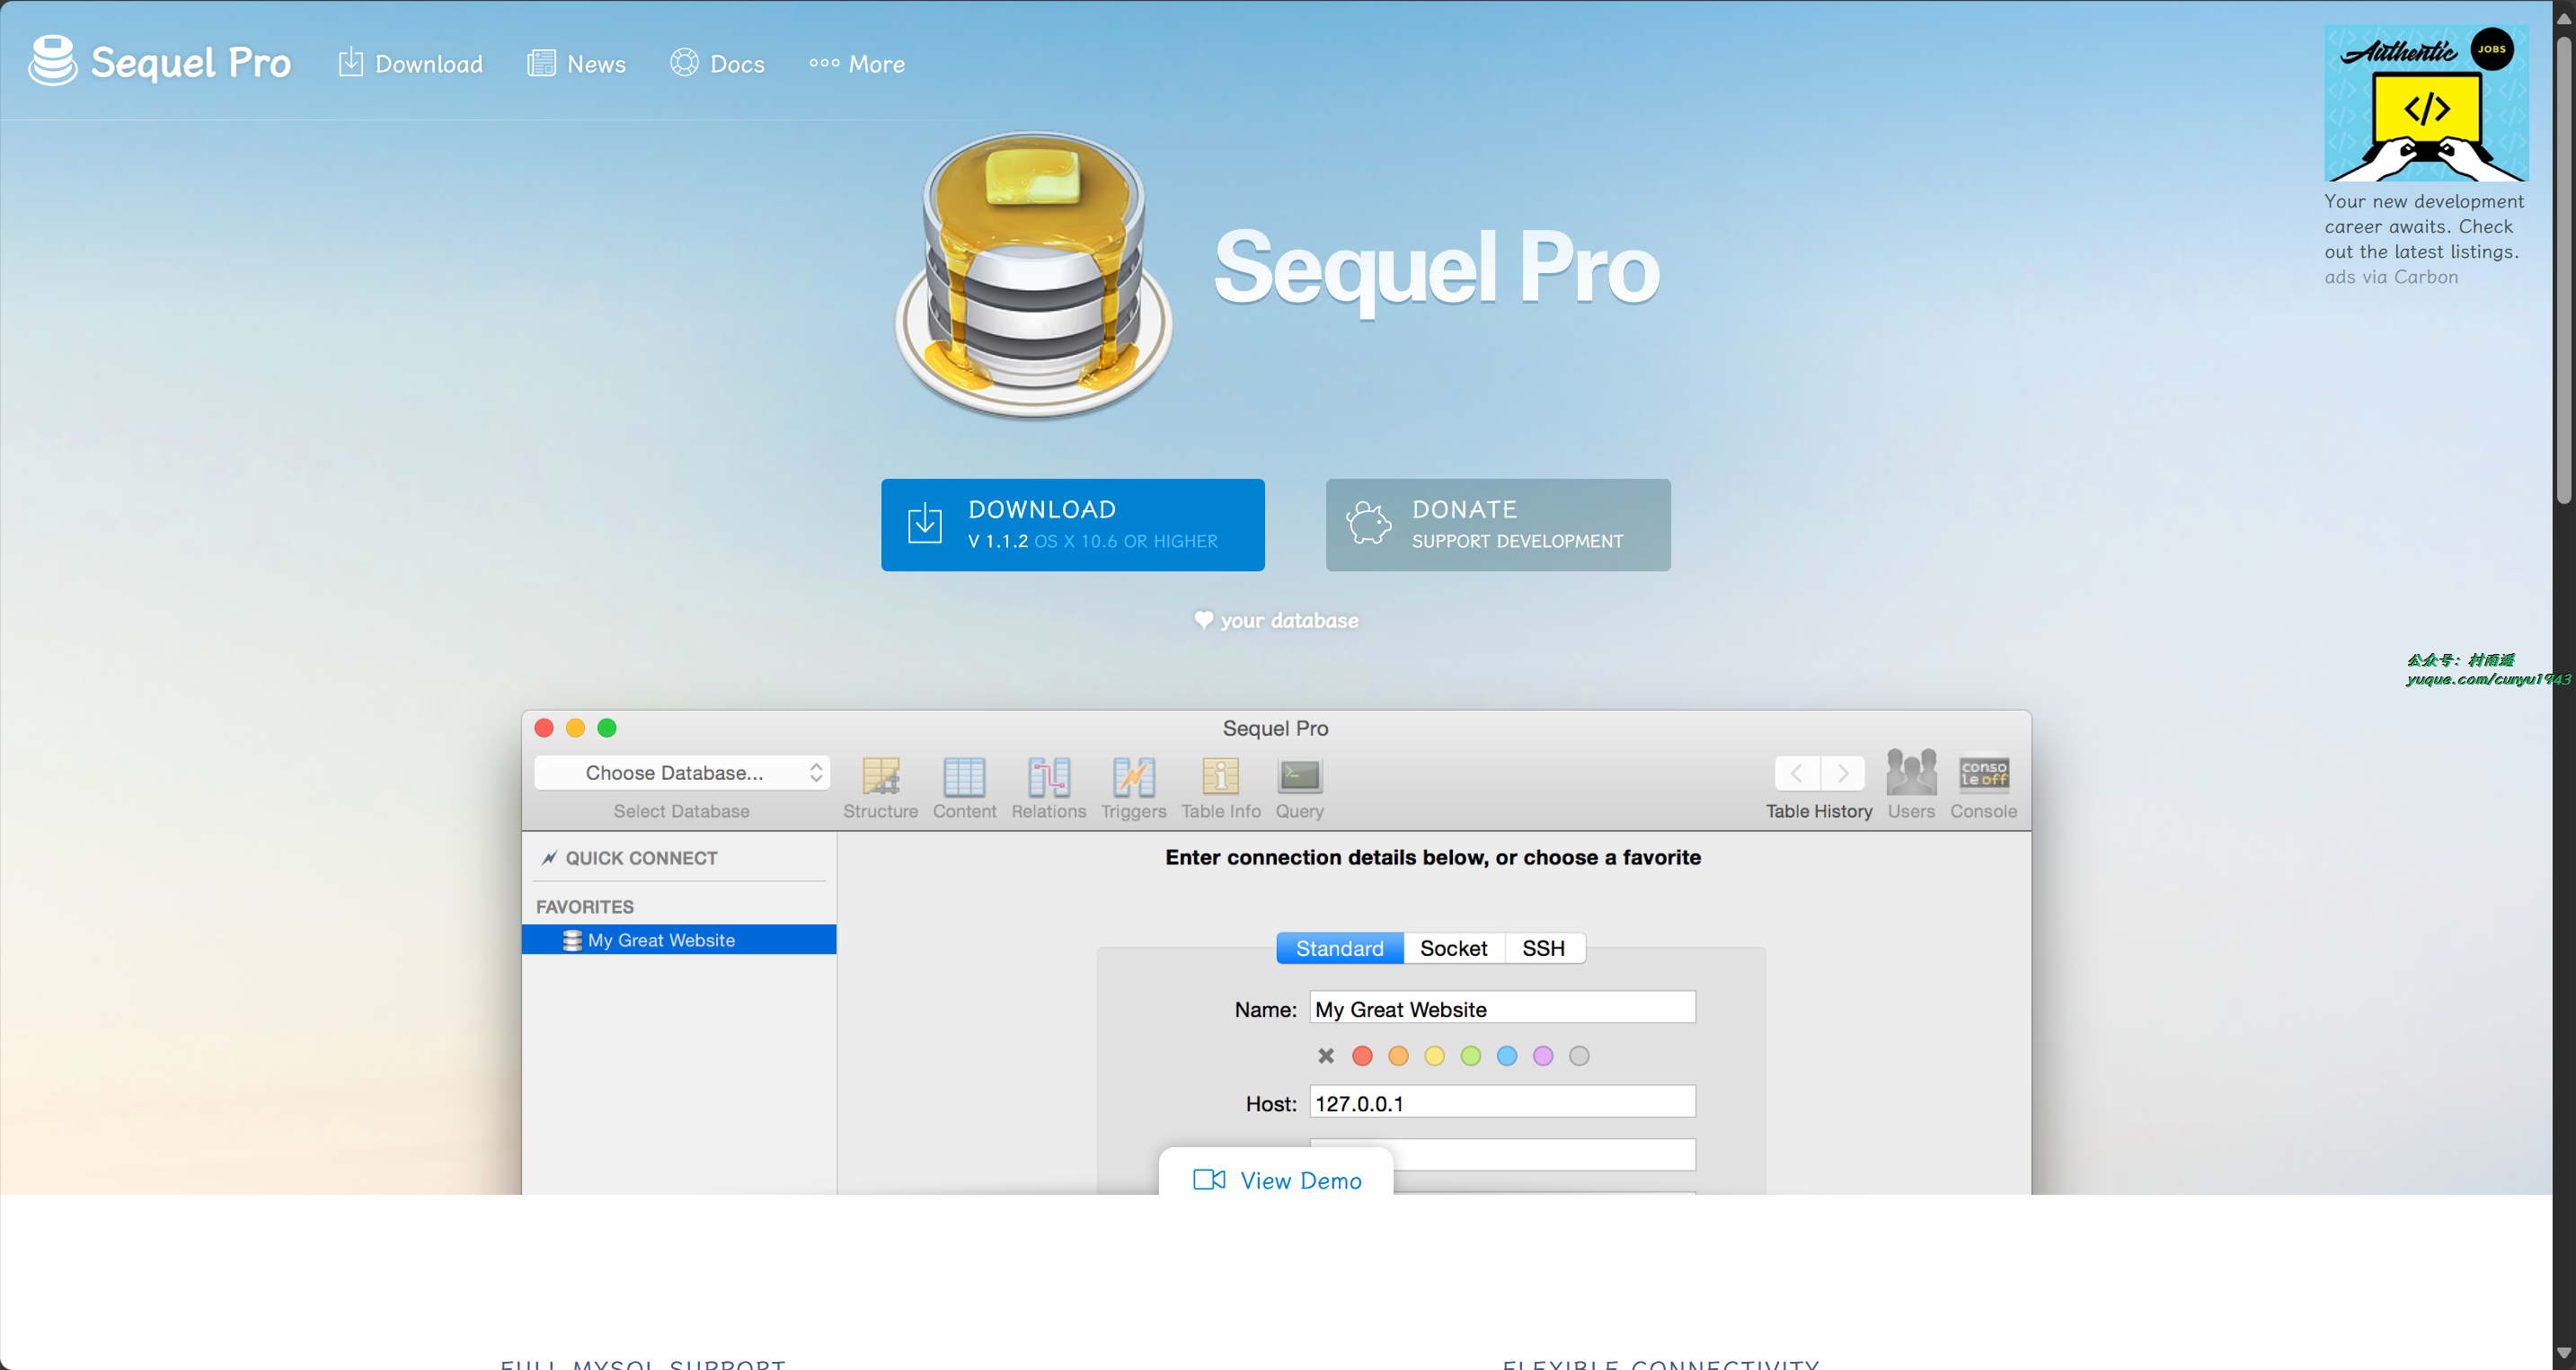 Sequel Pro
Download
News
Docs
More
Authentic JOBS
</>
Your new development
career awaits. Check
out the latest listings.
ads via Carbon
Sequel Pro
DOWNLOAD
V 1.1.2 OS X 10.6 OR HIGHER
DONATE
SUPPORT DEVELOPMENT
your database
公众号：村雨遥
yuque.com/cunyu1943
Sequel Pro
Choose Database...
Select Database
Structure
Content
Relations
Triggers
Table Info
Query
Table History
Users
conso
le off
Console
QUICK CONNECT
FAVORITES
My Great Website
Enter connection details below, or choose a favorite
Standard
Socket
SSH
Name: My Great Website
Host: 127.0.0.1
View Demo
FULL MYSQL SUPPORT
FLEXIBLE CONNECTIVITY